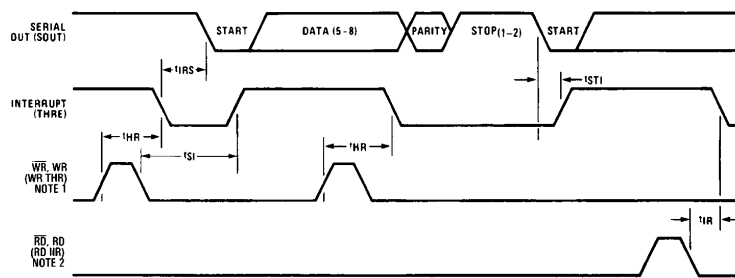 SERIAL
OUT (SOUT)
START
DATA (5-8)
PARITY
STOP(1-2)
START
tIRS
tSTI
INTERRUPT
(THRE)
tHR
tSI
tHR
WR, WR
(WR THR)
NOTE 1
tIR
RD, RD
(RD IIR)
NOTE 2